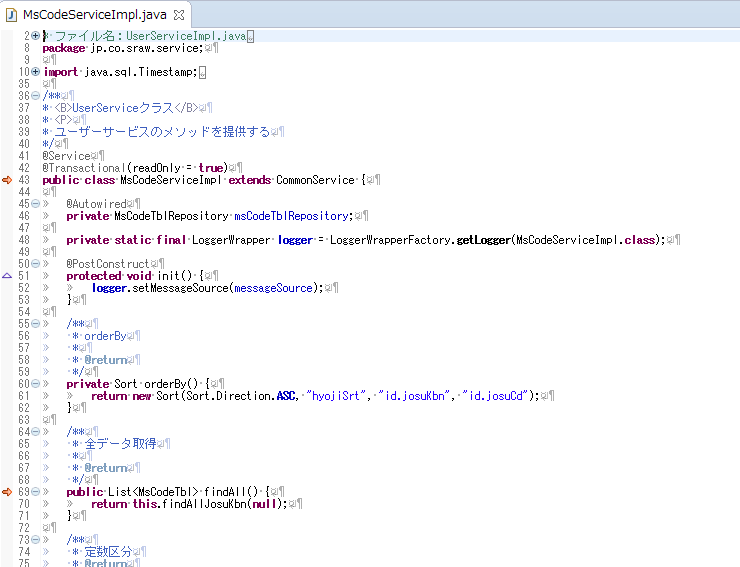 MsCodeServiceImpl.java
2 * ファイル名：UserServiceImpl.java
8 package jp.co.sraw.service;
9
10 import java.sql.Timestamp;
35
36 /**
37 * <B>UserServiceクラス</B>
38 * <P>
39 * ユーザーサービスのメソッドを提供する
40 */
41 @Service
42 @Transactional(readOnly = true)
43 public class MsCodeServiceImpl extends CommonService {
44
45 @Autowired
46 private MsCodeTblRepository msCodeTblRepository;
47
48 private static final LoggerWrapper logger = LoggerWrapperFactory.getLogger(MsCodeServiceImpl.class);
49
50 @PostConstruct
51 protected void init() {
52 logger.setMessageSource(messageSource);
53 }
54
55 /**
56 * orderBy
57 *
58 * @return
59 */
60 private Sort orderBy() {
61 return new Sort(Sort.Direction.ASC, "hyojiSrt", "id.josuKbn", "id.josuCd");
62 }
63
64 /**
65 * 全データ取得
66 *
67 * @return
68 */
69 public List<MsCodeTbl> findAll() {
70 return this.findAllJosuKbn(null);
71 }
72
73 /**
74 * 定数区分
75 * @return